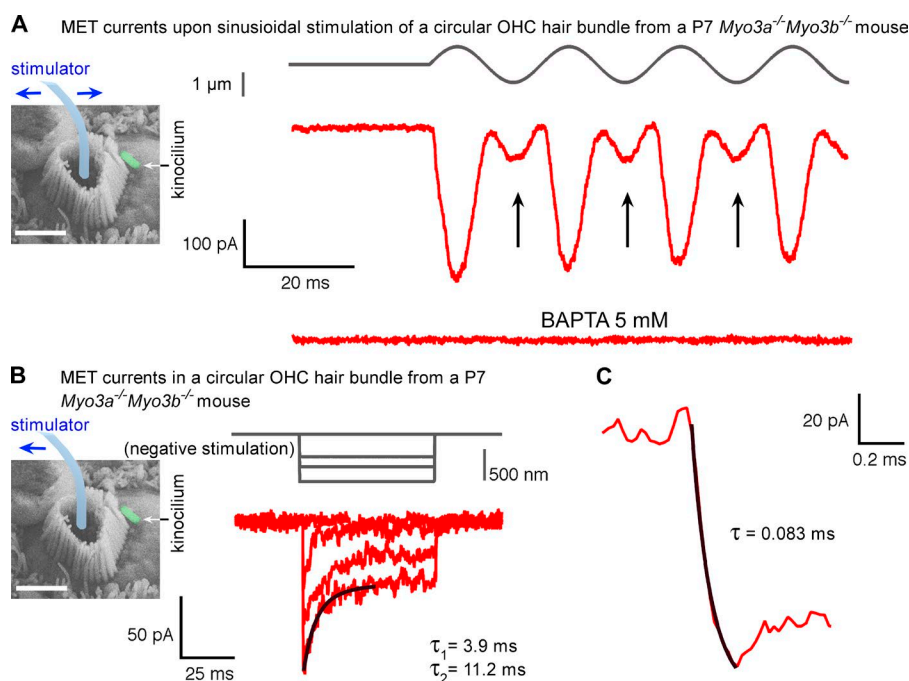 A MET currents upon sinusioidal stimulation of a circular OHC hair bundle from a P7 Myo3a-/-Myo3b-/- mouse
stimulator
1 µm
kinocilium
100 pA
20 ms
BAPTA 5 mM
B MET currents in a circular OHC hair bundle from a P7
Myo3a-/-Myo3b-/- mouse
stimulator
(negative stimulation)
500 nm
kinocilium
50 pA
25 ms
τ1= 3.9 ms
τ2= 11.2 ms
C
20 pA
0.2 ms
τ = 0.083 ms